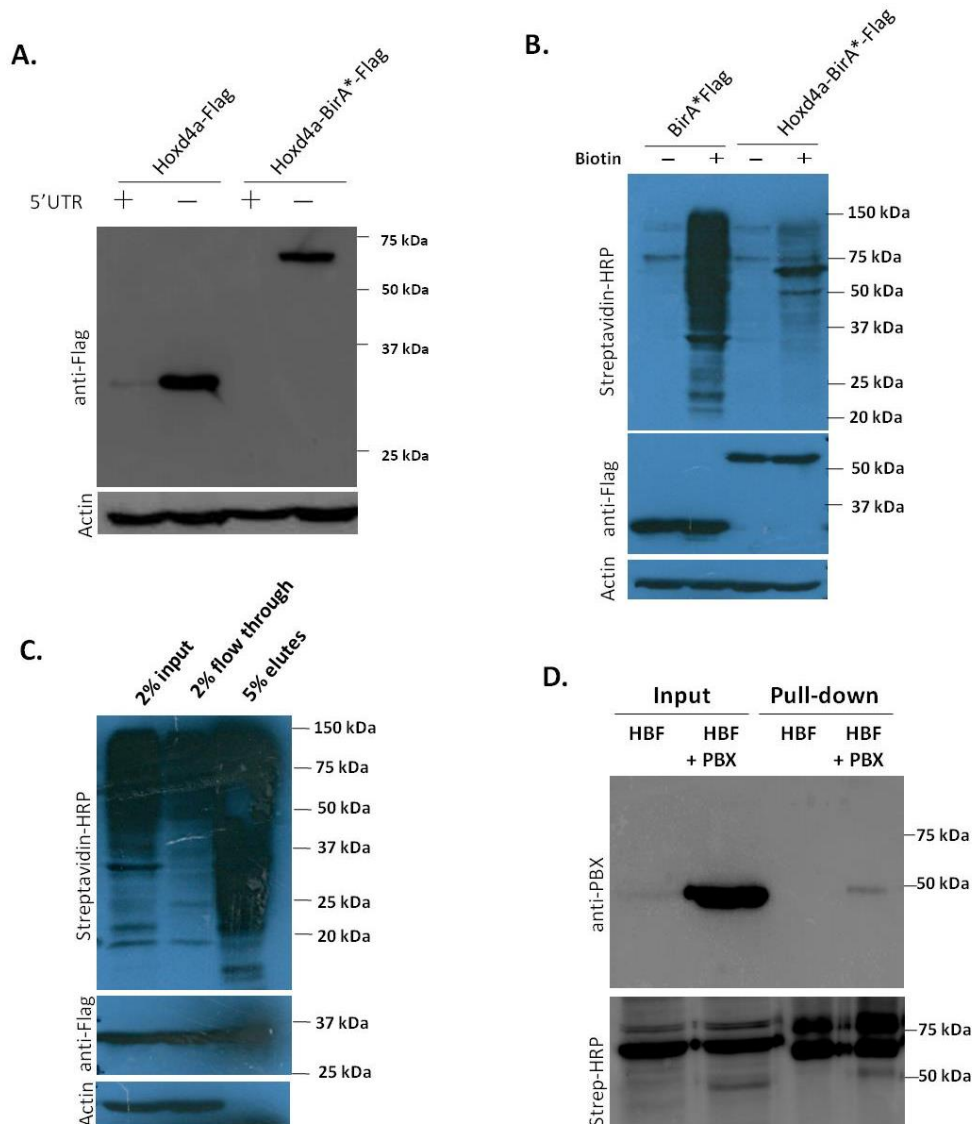 A.
Hoxd4a-Flag
Hoxd4a-BirA*-Flag
5'UTR + − + −
75 kDa
50 kDa
37 kDa
25 kDa
anti-Flag
Actin
B.
BirA*Flag
Hoxd4a-BirA*-Flag
Biotin − + − +
150 kDa
75 kDa
50 kDa
37 kDa
25 kDa
20 kDa
Streptavidin-HRP
50 kDa
37 kDa
anti-Flag
Actin
C.
2% input
2% flow through
5% elutes
150 kDa
75 kDa
50 kDa
37 kDa
25 kDa
20 kDa
Streptavidin-HRP
37 kDa
25 kDa
anti-Flag
Actin
D.
Input Pull-down
HBF HBF HBF HBF
+ PBX + PBX
75 kDa
50 kDa
anti-PBX
75 kDa
50 kDa
Strep-HRP